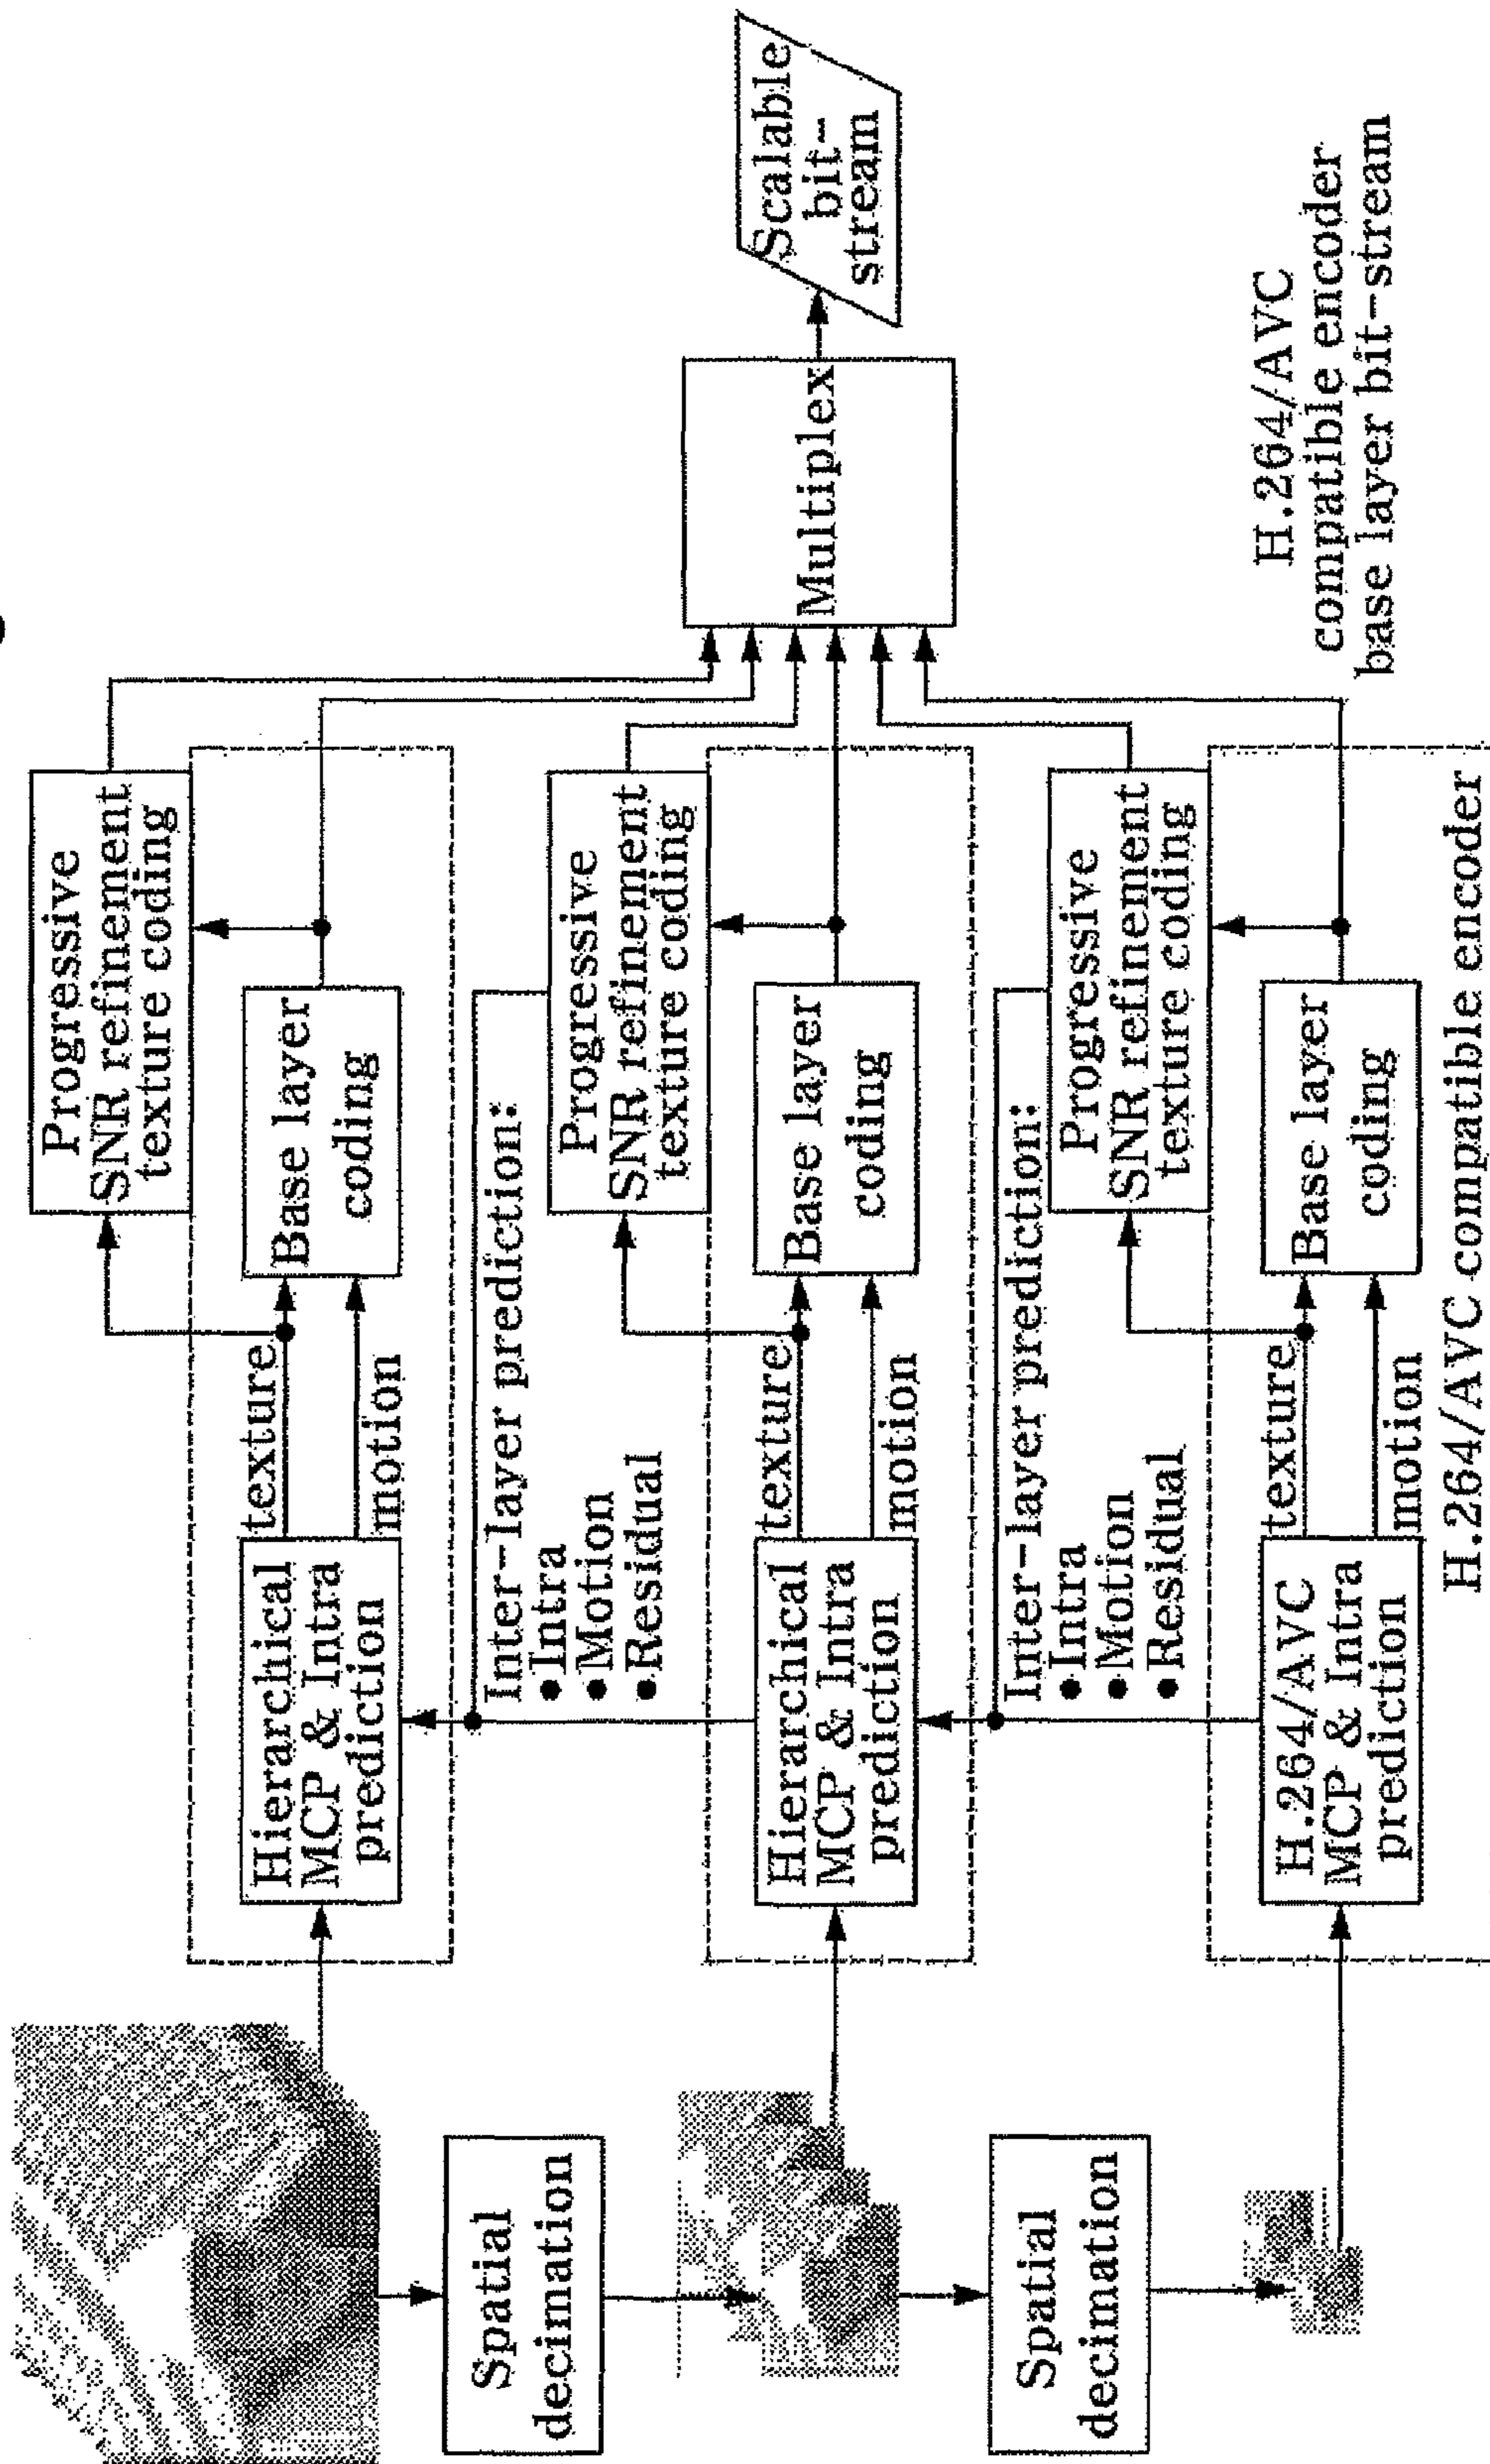 Progressive
SNR refinement
texture coding
Hierarchical
MCP & Intra
prediction
texture
motion
Base layer
coding
Spatial
decimation
Inter-layer prediction:
● Intra
● Motion
● Residual
Progressive
SNR refinement
texture coding
Hierarchical
MCP & Intra
prediction
texture
motion
Base layer
coding
Multiplex
Scalable
bit-
stream
Spatial
decimation
Inter-layer prediction:
● Intra
● Motion
● Residual
Progressive
SNR refinement
texture coding
H.264/AVC
MCP & Intra
prediction
texture
motion
Base layer
coding
H.264/AVC
compatible encoder
base layer bit-stream
H.264/AVC compatible encoder